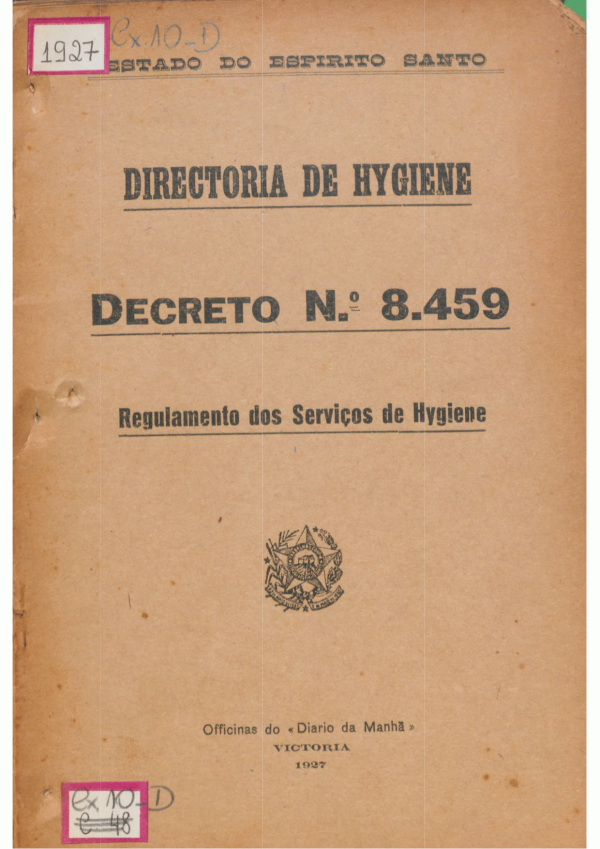 1927
Cx.10-D
ESTADO DO ESPIRITO SANTO
DIRECTORIA DE HYGIENE
DECRETO N.º 8.459
Regulamento dos Serviços de Hygiene
Officinas do «Diario da Manhã»
VICTORIA
1927
Cx 10-D
C-48